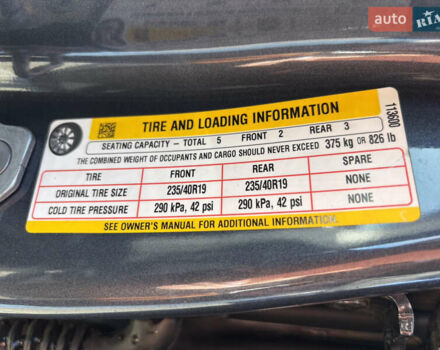 auto RIA
TIRE AND LOADING INFORMATION
113600
SEATING CAPACITY - TOTAL 5 FRONT 2 REAR 3
THE COMBINED WEIGHT OF OCCUPANTS AND CARGO SHOULD NEVER EXCEED 375 kg OR 826 lb
TIRE FRONT REAR SPARE
ORIGINAL TIRE SIZE 235/40R19 235/40R19 NONE
COLD TIRE PRESSURE 290 kPa, 42 psi 290 kPa, 42 psi NONE
SEE OWNER'S MANUAL FOR ADDITIONAL INFORMATION